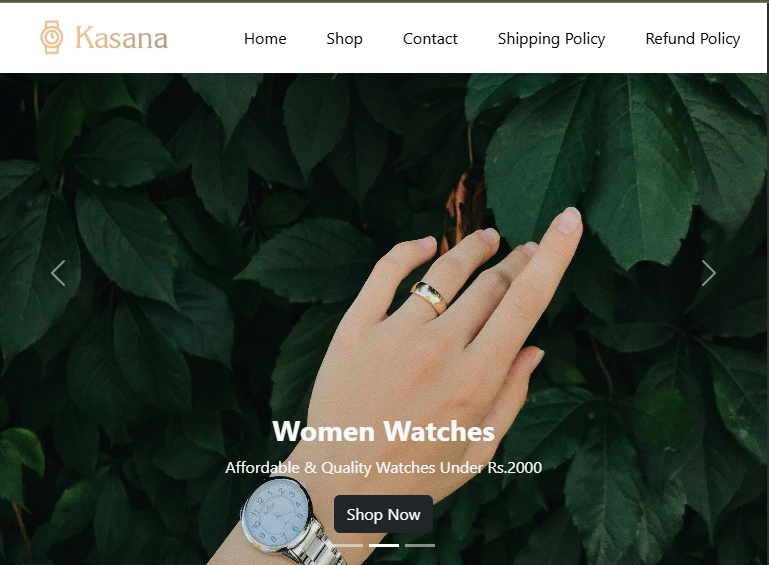 Kasana
Home Shop Contact Shipping Policy Refund Policy
Women Watches
Affordable & Quality Watches Under Rs.2000
Shop Now